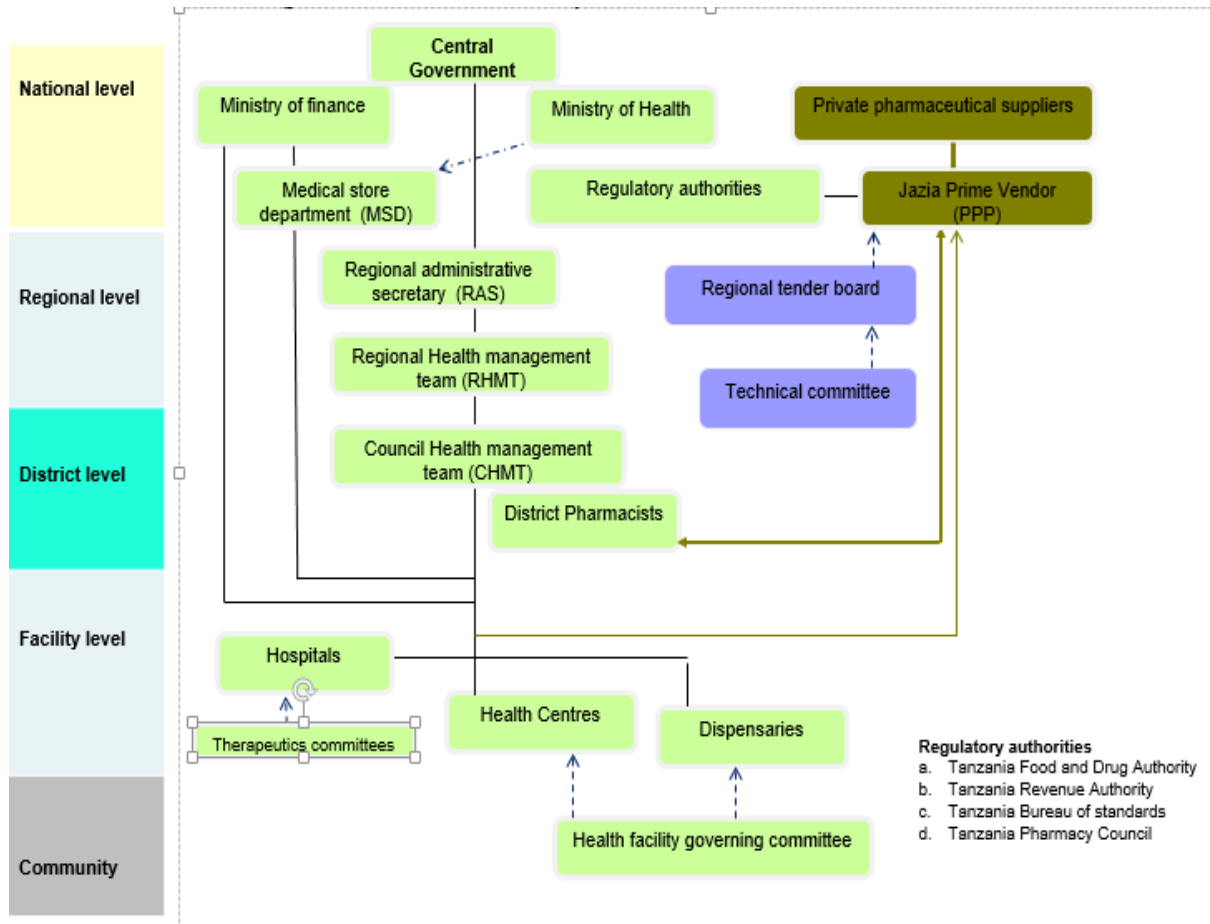 Central
Government
National level
Ministry of finance
Ministry of Health
Private pharmaceutical suppliers
Medical store
department (MSD)
Regulatory authorities
Jazia Prime Vendor
(PPP)
Regional level
Regional administrative
secretary (RAS)
Regional tender board
Regional Health management
team (RHMT)
Technical committee
District level
Council Health management
team (CHMT)
District Pharmacists
Facility level
Hospitals
Health Centres
Dispensaries
Therapeutics committees
Regulatory authorities
a. Tanzania Food and Drug Authority
b. Tanzania Revenue Authority
c. Tanzania Bureau of standards
d. Tanzania Pharmacy Council
Community
Health facility governing committee